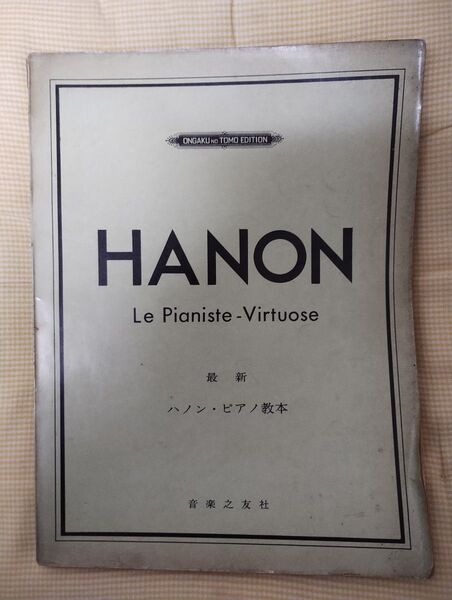 ONGAKU NO TOMO EDITION
HANON
Le Pianiste-Virtuose
最新
ハノン・ピアノ教本
音楽之友社